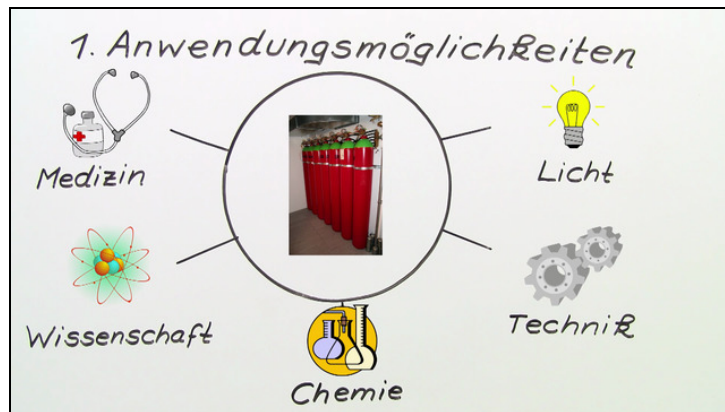 1. Anwendungsmöglichkeiten
Medizin
Licht
Wissenschaft
Technik
Chemie